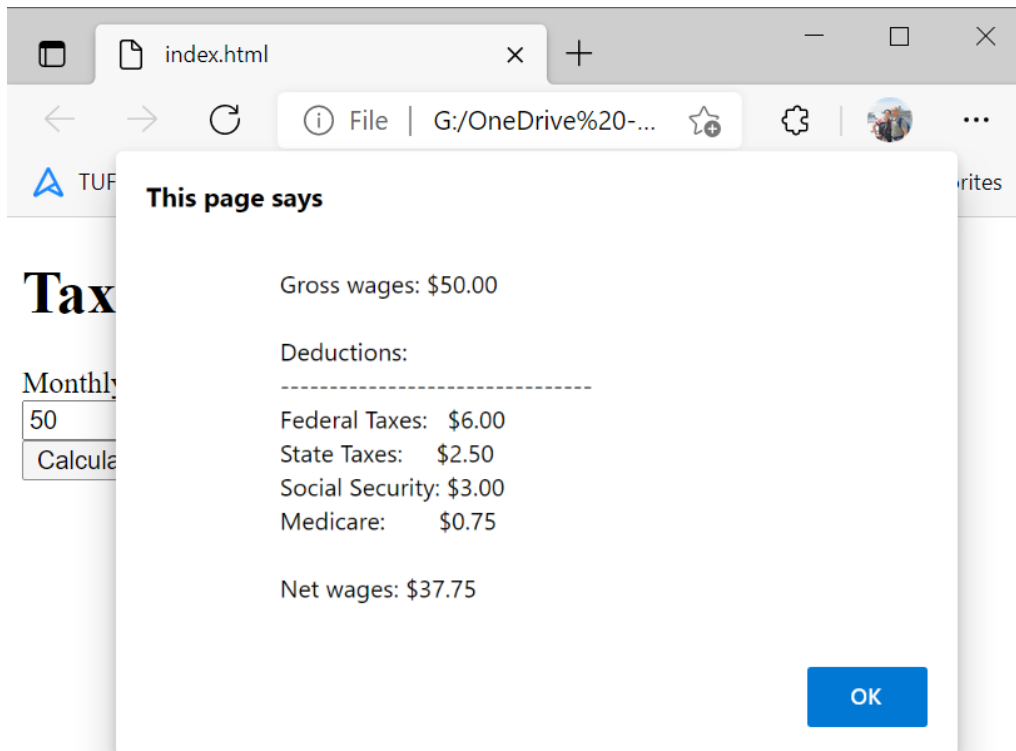 index.html
File | G:/OneDrive%20-...
TUF
rites
This page says
Tax
Gross wages: $50.00
Deductions:
--------------------------------
Monthly
50
Calcula
Federal Taxes: $6.00
State Taxes: $2.50
Social Security: $3.00
Medicare: $0.75
Net wages: $37.75
OK